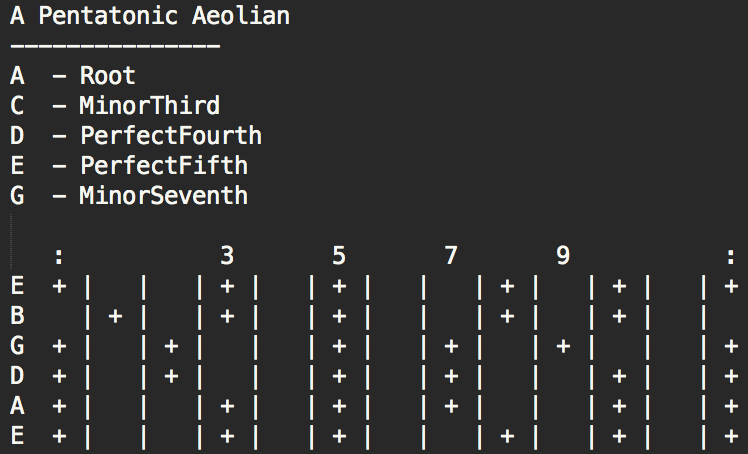 A Pentatonic Aeolian
---------------
A  - Root
C  - MinorThird
D  - PerfectFourth
E  - PerfectFifth
G  - MinorSeventh
   :           3       5       7       9           :
E  + |   |   | + |   | + |   |   | + |   | + |   | +
B    | + |   | + |   | + |   |   | + |   | + |   |
G  + |   | + |   |   | + |   | + |   | + |   |   | +
D  + |   | + |   |   | + |   | + |   |   | + |   | +
A  + |   |   | + |   | + |   | + |   |   | + |   | +
E  + |   |   | + |   | + |   |   | + |   | + |   | +